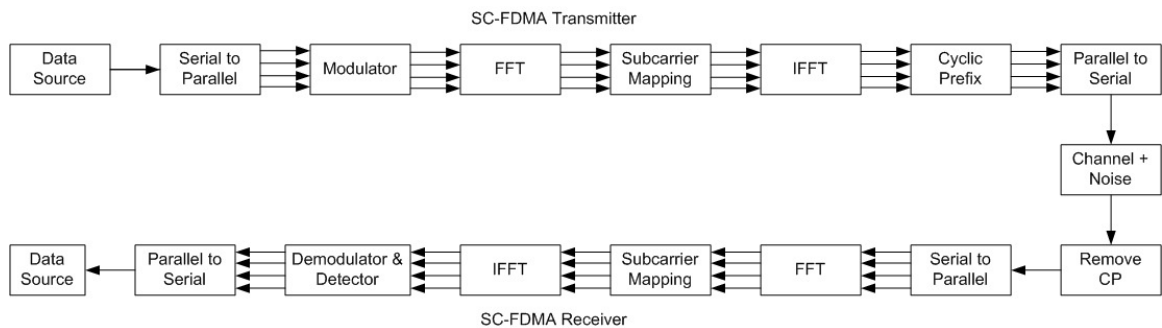 SC-FDMA Transmitter
Data
Source
Serial to
Parallel
Modulator
FFT
Subcarrier
Mapping
IFFT
Cyclic
Prefix
Parallel to
Serial
Channel +
Noise
Data
Source
Parallel to
Serial
Demodulator &
Detector
IFFT
Subcarrier
Mapping
FFT
Serial to
Parallel
Remove
CP
SC-FDMA Receiver